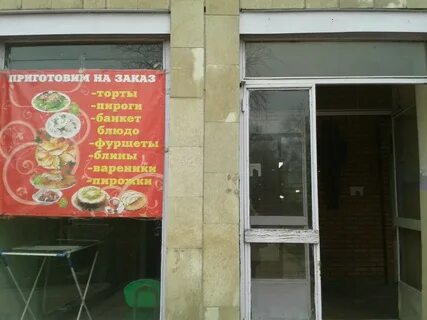 ПРИГОТОВИМ НА ЗАКАЗ
-торты
-пироги
-банкет
блюдо
-фуршеты
-блины
-вареники
-пирожки